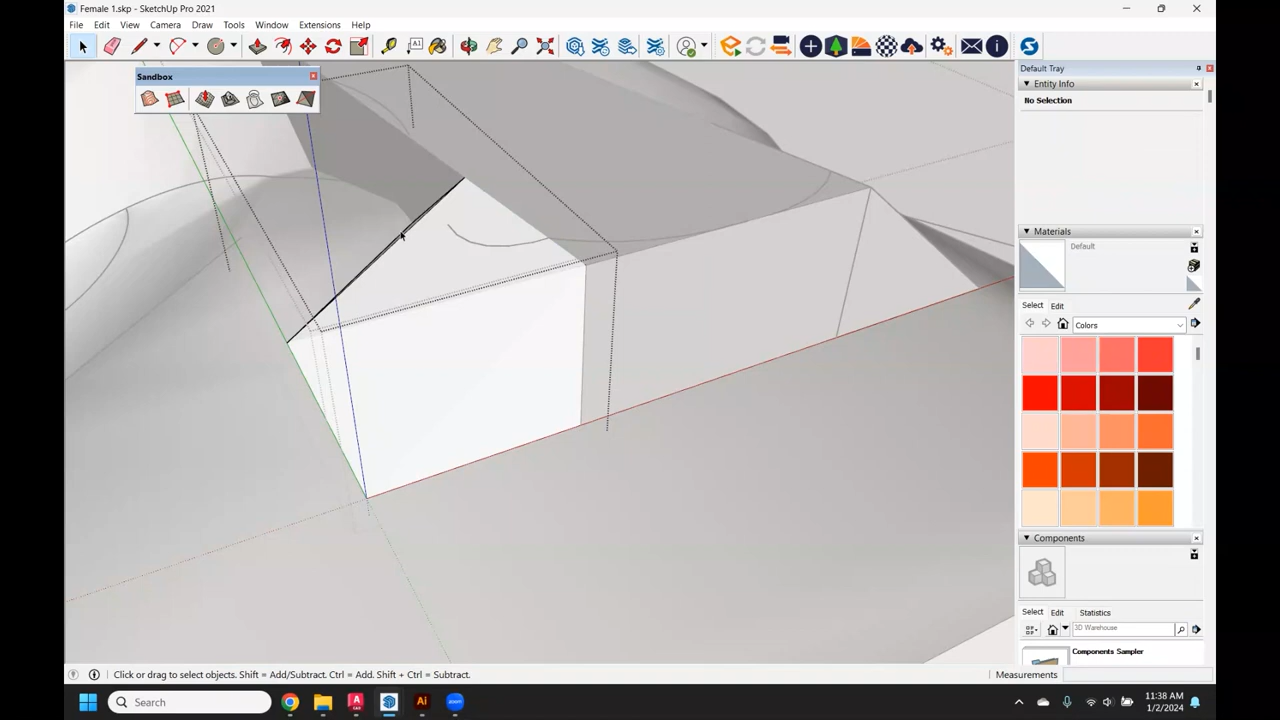 Female 1.skp - SketchUp Pro 2021
File Edit View Camera Draw Tools Window Extensions Help
Sandbox
Default Tray
Entity Info
No Selection
Materials
Default
Select Edit
Colors
Components
Select Edit Statistics
3D Warehouse
Components Sampler
Click or drag to select objects. Shift = Add/Subtract. Ctrl = Add. Shift + Ctrl = Subtract.
Measurements
Search
A
Ai
zoom
11:38 AM
1/2/2024